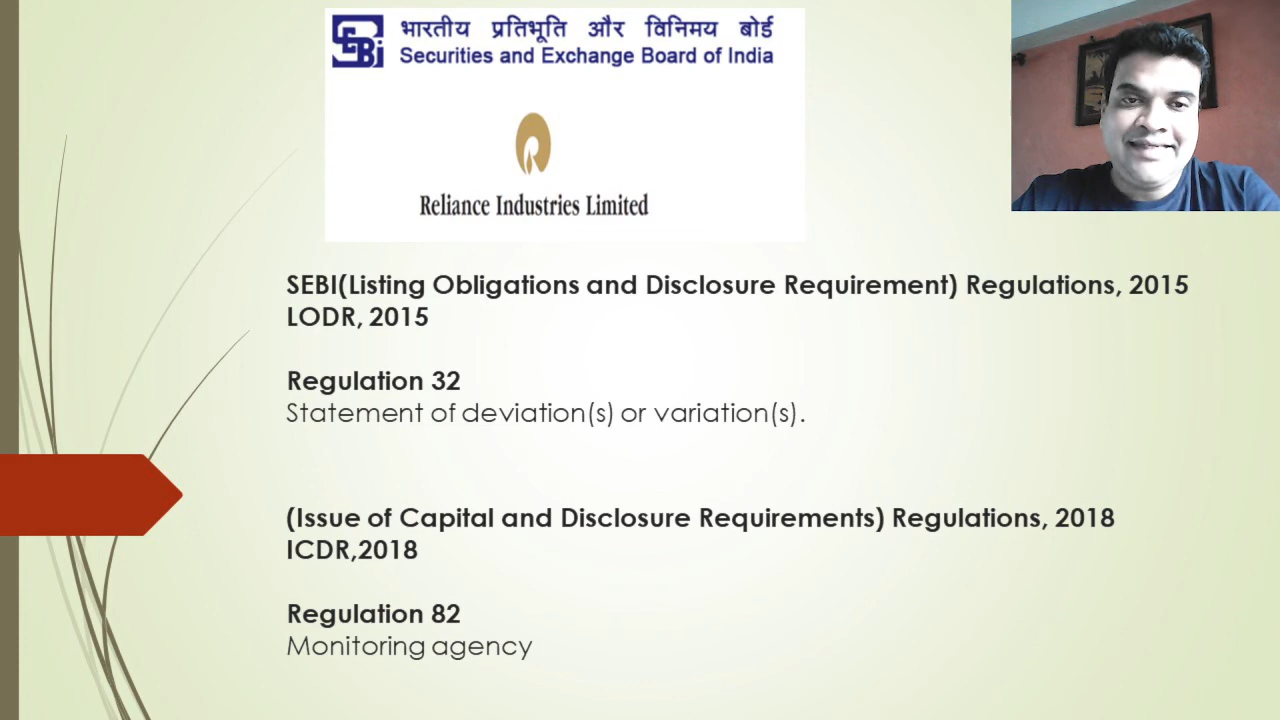 भारतीय प्रतिभूति और विनिमय बोर्ड
SEBI
Securities and Exchange Board of India
Reliance Industries Limited
SEBI(Listing Obligations and Disclosure Requirement) Regulations, 2015
LODR, 2015
Regulation 32
Statement of deviation(s) or variation(s).
(Issue of Capital and Disclosure Requirements) Regulations, 2018
ICDR,2018
Regulation 82
Monitoring agency